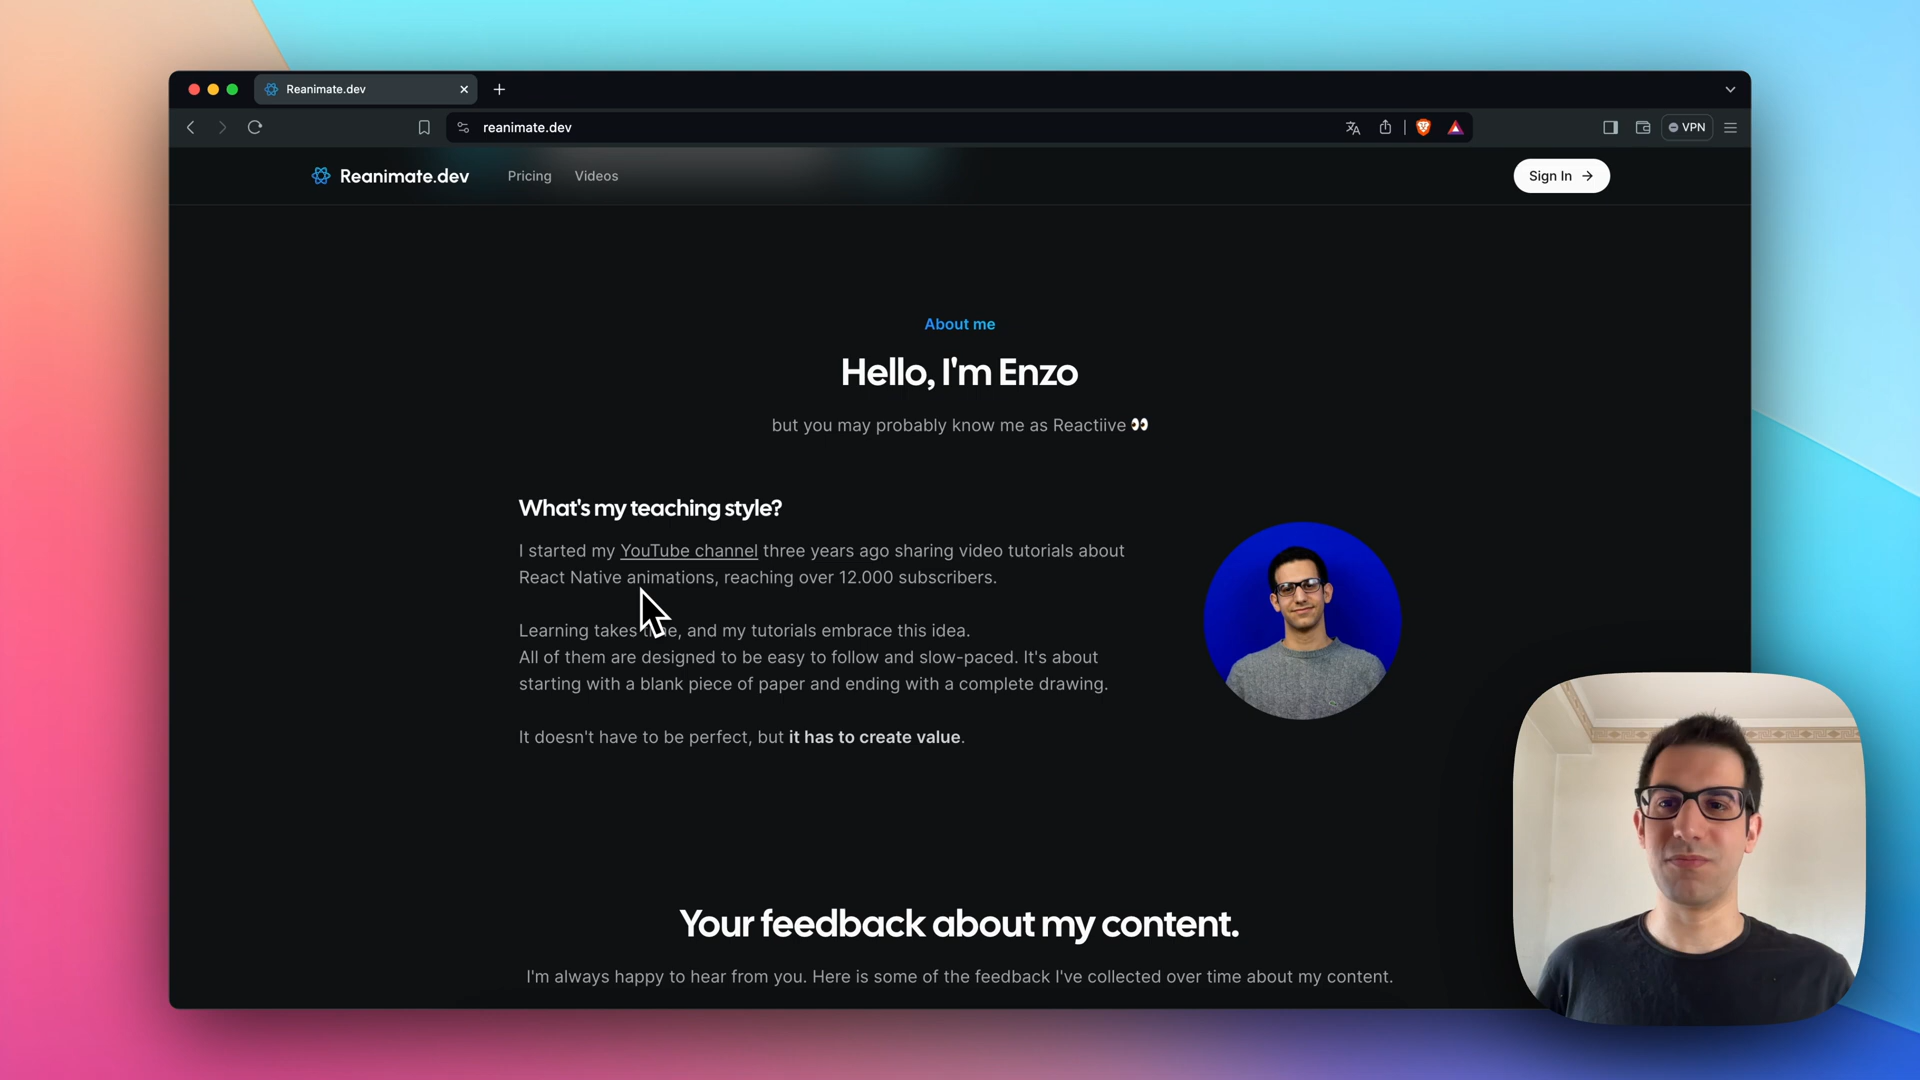 Reanimate.dev
reanimate.dev
VPN
Reanimate.dev
Pricing
Videos
Sign In
About me
Hello, I'm Enzo
but you may probably know me as Reactiive 👀
What's my teaching style?
I started my YouTube channel three years ago sharing video tutorials about
React Native animations, reaching over 12.000 subscribers.
Learning takes time, and my tutorials embrace this idea.
All of them are designed to be easy to follow and slow-paced. It's about
starting with a blank piece of paper and ending with a complete drawing.
It doesn't have to be perfect, but it has to create value.
Your feedback about my content.
I'm always happy to hear from you. Here is some of the feedback I've collected over time about my content.